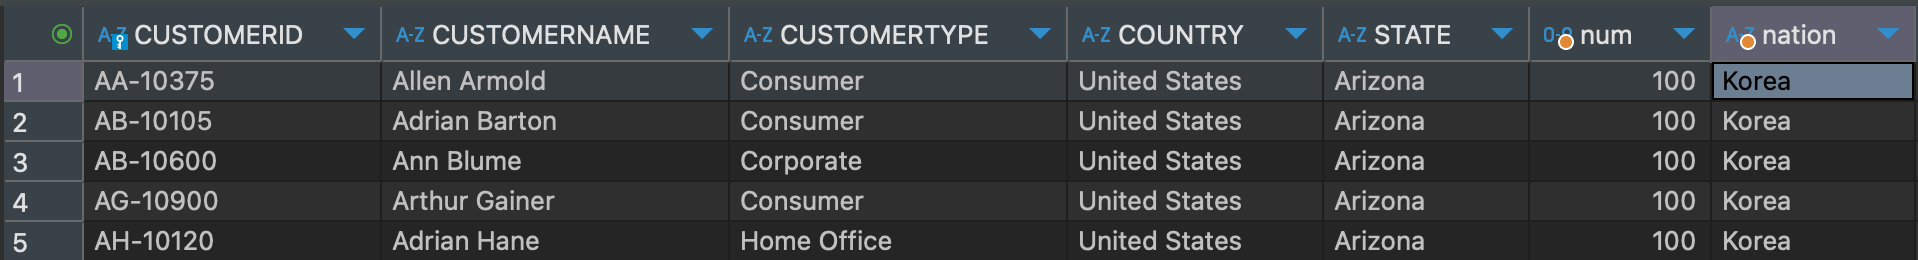 A-Z CUSTOMERID A-Z CUSTOMERNAME A-Z CUSTOMERTYPE A-Z COUNTRY A-Z STATE 0-9 num A-Z nation
1 AA-10375 Allen Armold Consumer United States Arizona 100 Korea
2 AB-10105 Adrian Barton Consumer United States Arizona 100 Korea
3 AB-10600 Ann Blume Corporate United States Arizona 100 Korea
4 AG-10900 Arthur Gainer Consumer United States Arizona 100 Korea
5 AH-10120 Adrian Hane Home Office United States Arizona 100 Korea